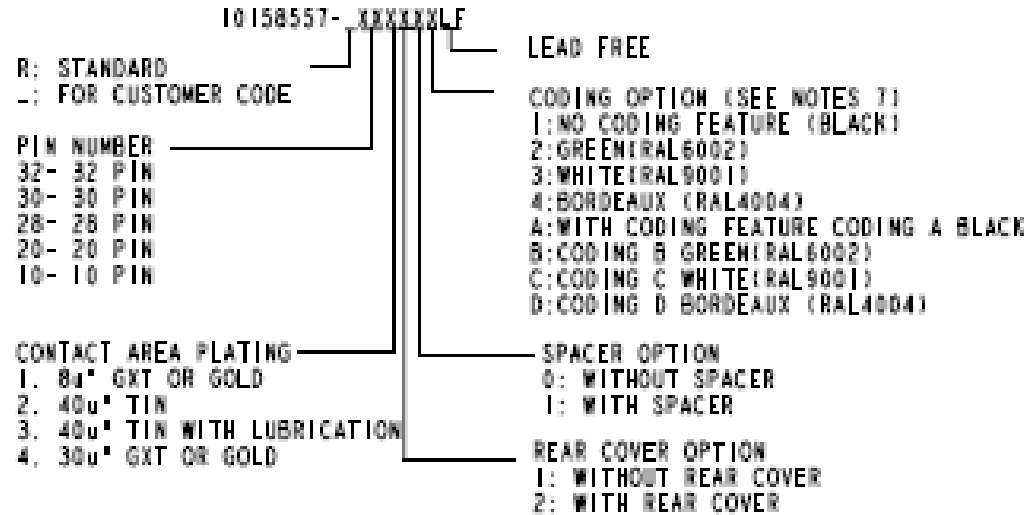 10158557-_XXXXXXLF
R: STANDARD
_: FOR CUSTOMER CODE
PIN NUMBER
32- 32 PIN
30- 30 PIN
28- 28 PIN
20- 20 PIN
10- 10 PIN
CONTACT AREA PLATING
1. 8u" GXT OR GOLD
2. 40u" TIN
3. 40u" TIN WITH LUBRICATION
4. 30u" GXT OR GOLD
LEAD FREE
CODING OPTION (SEE NOTES 7)
1:NO CODING FEATURE (BLACK)
2:GREEN(RAL6002)
3:WHITE(RAL9001)
4:BORDEAUX (RAL4004)
A:WITH CODING FEATURE CODING A BLACK
B:CODING B GREEN(RAL6002)
C:CODING C WHITE(RAL9001)
D:CODING D BORDEAUX (RAL4004)
SPACER OPTION
0: WITHOUT SPACER
1: WITH SPACER
REAR COVER OPTION
1: WITHOUT REAR COVER
2: WITH REAR COVER